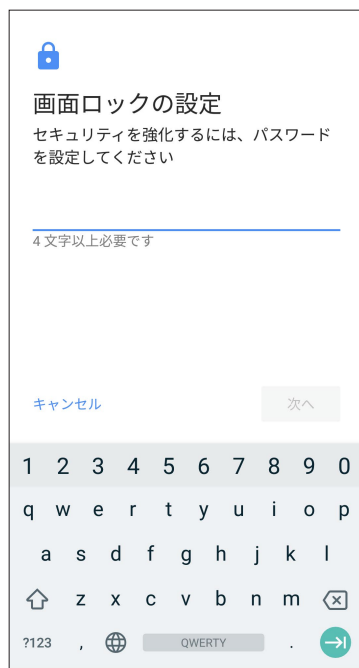 画面ロックの設定
セキュリティを強化するには、パスワード
を設定してください
4 文字以上必要です
キャンセル
次へ
1 2 3 4 5 6 7 8 9 0
q w e r t y u i o p
a s d f g h j k l
z x c v b n m
?123 , QWERTY .